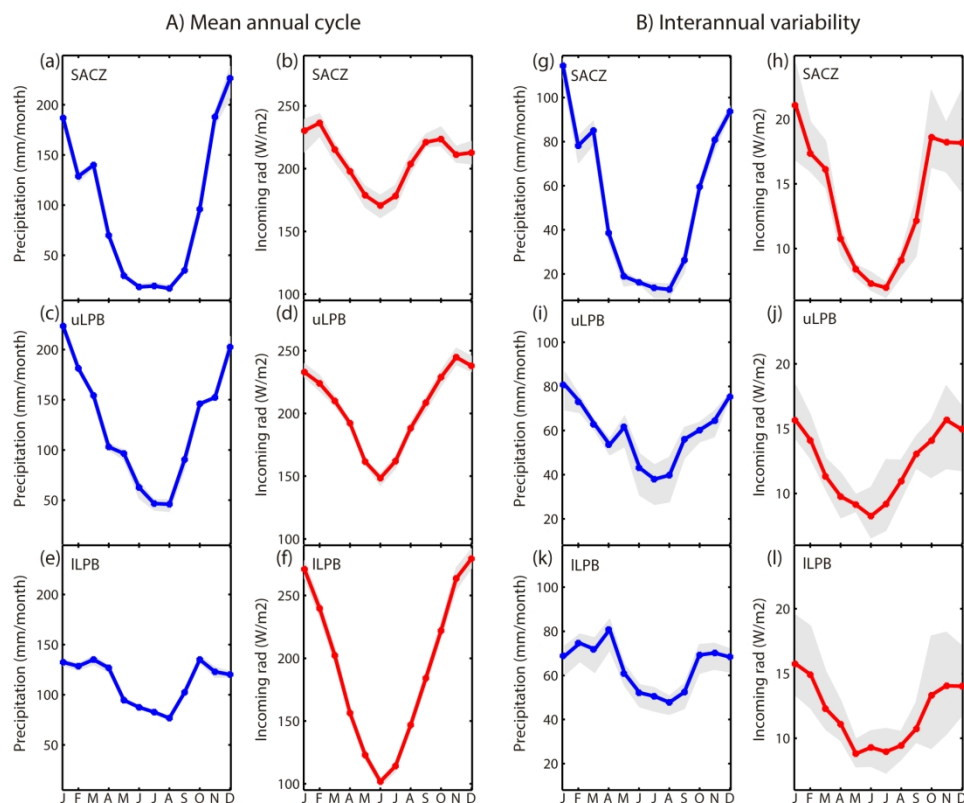 A) Mean annual cycle
B) Interannual variability
(a)
SACZ
Precipitation (mm/month)
200
150
100
50
(b)
SACZ
Incoming rad (W/m2)
250
200
150
100
(g)
SACZ
Precipitation (mm/month)
100
80
60
40
20
(h)
SACZ
Incoming rad (W/m2)
20
15
10
(c)
uLPB
Precipitation (mm/month)
200
150
100
50
(d)
uLPB
Incoming rad (W/m2)
250
200
150
100
(i)
uLPB
Precipitation (mm/month)
100
80
60
40
20
(j)
uLPB
Incoming rad (W/m2)
20
15
10
(e)
lLPB
Precipitation (mm/month)
200
150
100
50
J F M A M J J A S O N D
(f)
lLPB
Incoming rad (W/m2)
250
200
150
100
J F M A M J J A S O N D
(k)
lLPB
Precipitation (mm/month)
100
80
60
40
20
J F M A M J J A S O N D
(l)
lLPB
Incoming rad (W/m2)
20
15
10
J F M A M J J A S O N D